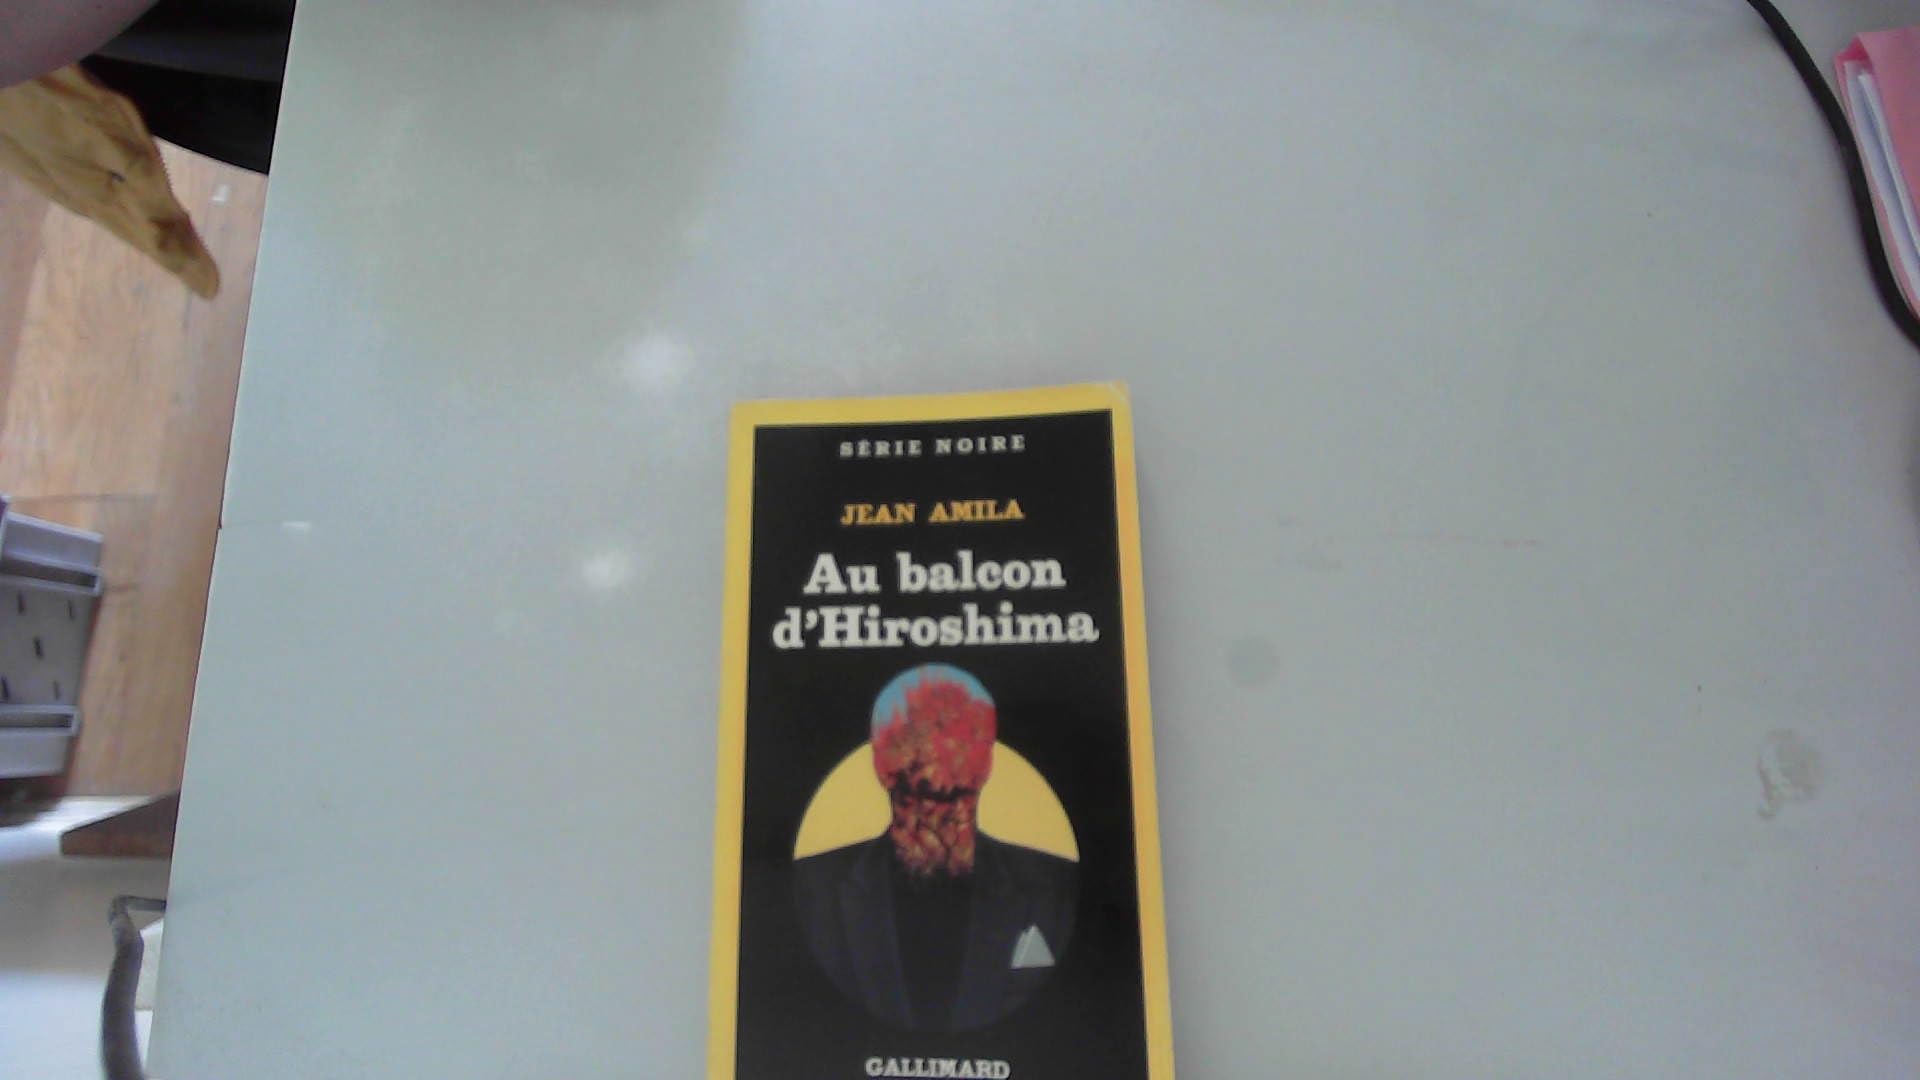 SÉRIE NOIRE
JEAN AMILA
Au balcon
d'Hiroshima
GALLIMARD